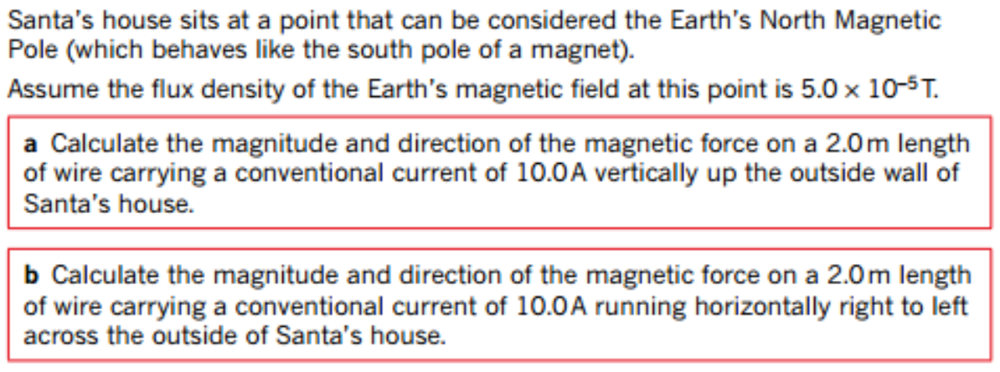 Santa's house sits at a point that can be considered the Earth's North Magnetic
Pole (which behaves like the south pole of a magnet).
Assume the flux density of the Earth's magnetic field at this point is 5.0 × 10⁻⁵ T.
a Calculate the magnitude and direction of the magnetic force on a 2.0 m length
of wire carrying a conventional current of 10.0 A vertically up the outside wall of
Santa's house.
b Calculate the magnitude and direction of the magnetic force on a 2.0 m length
of wire carrying a conventional current of 10.0 A running horizontally right to left
across the outside of Santa's house.